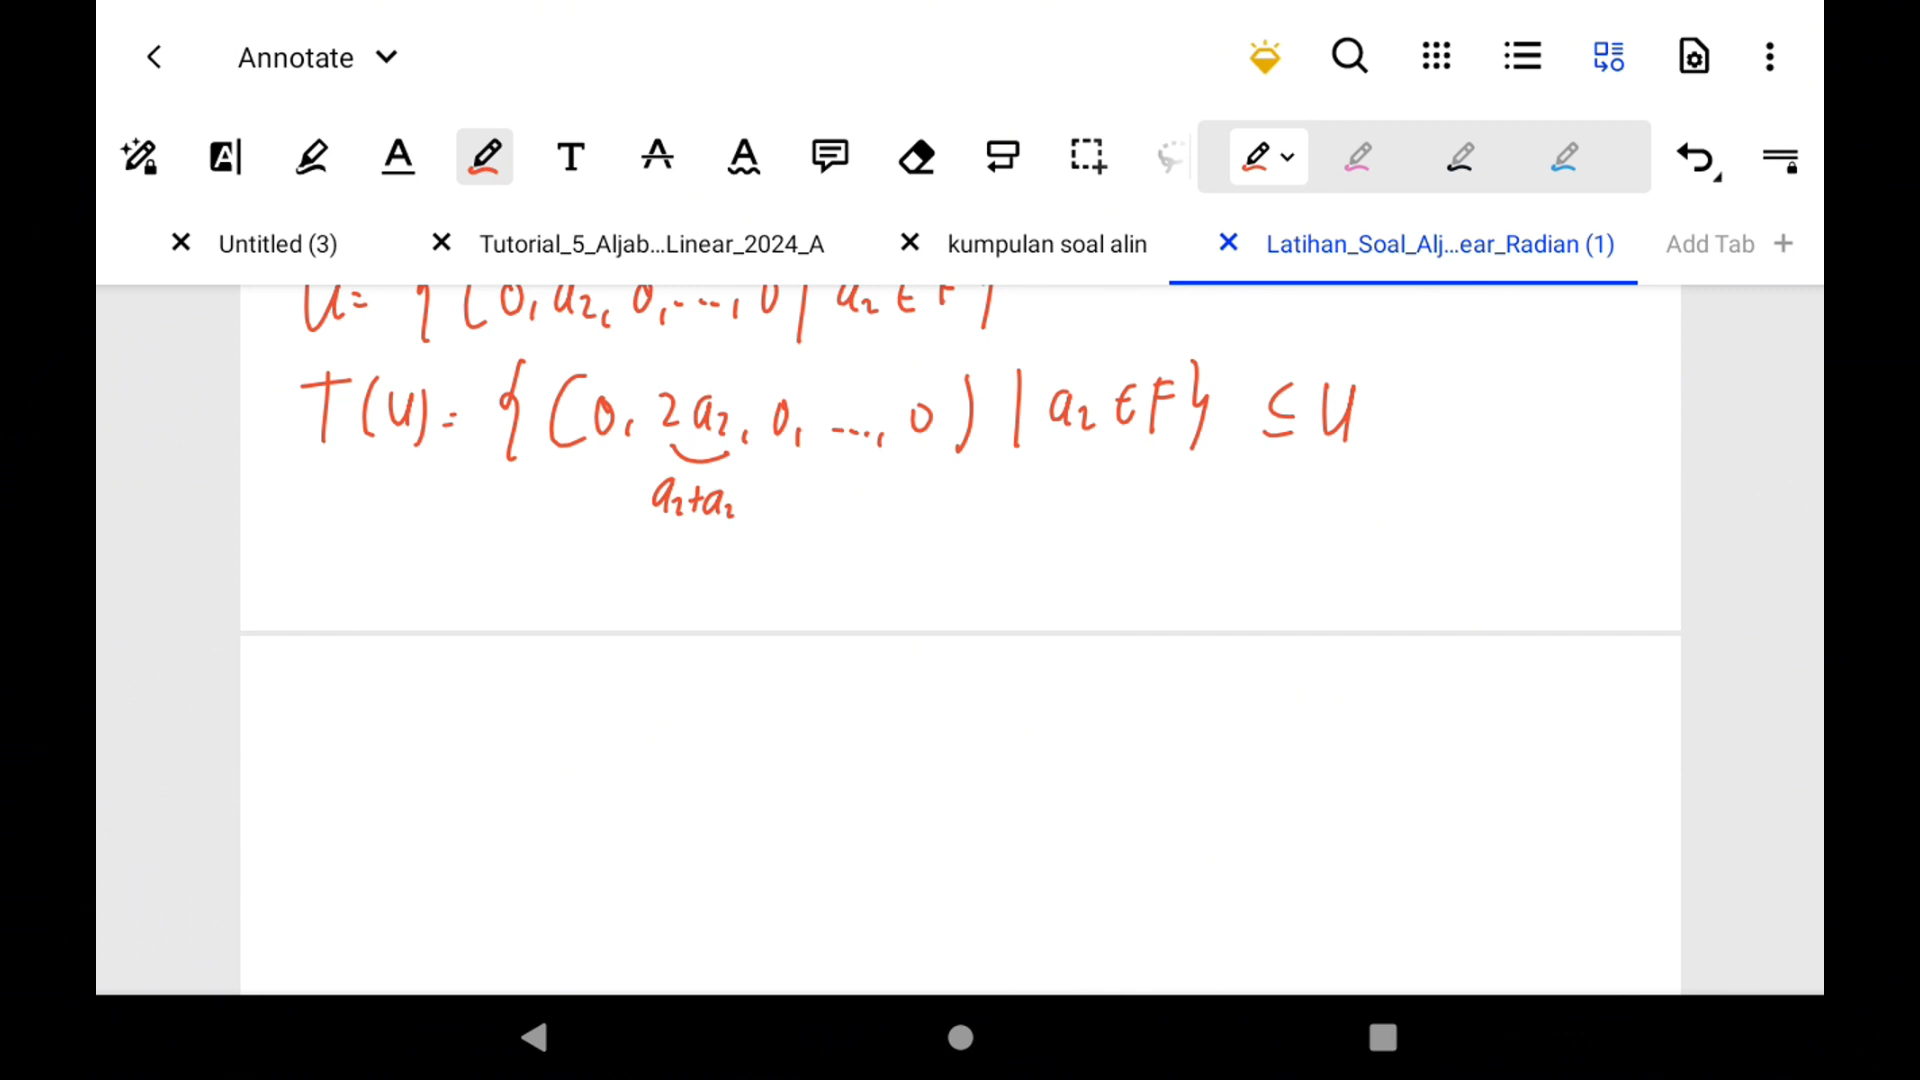 Annotate
Untitled (3)
Tutorial_5_Aljab...Linear_2024_A
kumpulan soal alin
Latihan_Soal_Alj...ear_Radian (1)
Add Tab +
U = { (0, a₂, 0, ..., 0) | a₂ ∈ F }
T(U) = { (0, 2a₂, 0, ..., 0) | a₂ ∈ F } ⊆ U
a₂+a₂